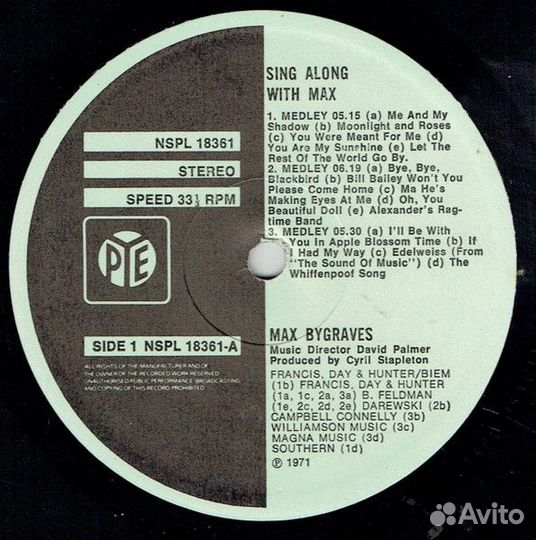 NSPL 18361
STEREO
SPEED 33⅓ RPM
PYE
SIDE 1 NSPL 18361-A
ALL RIGHTS OF THE MANUFACTURER AND OF
THE OWNER OF THE RECORDED WORK RESERVED
UNAUTHORISED PUBLIC PERFORMANCE BROADCASTING
AND COPYING OF THIS RECORD PROHIBITED
SING ALONG
WITH MAX
1. MEDLEY 05.15 (a) Me And My
Shadow (b) Moonlight and Roses
(c) You Were Meant For Me (d)
You Are My Sunshine (e) Let The
Rest Of The World Go By.
2. MEDLEY 06.19 (a) Bye, Bye,
Blackbird (b) Bill Bailey Won't You
Please Come Home (c) Ma He's
Making Eyes At Me (d) Oh, You
Beautiful Doll (e) Alexander's Rag-
time Band
3. MEDLEY 05.30 (a) I'll Be With
You In Apple Blossom Time (b) If
I Had My Way (c) Edelweiss (From
"The Sound Of Music") (d) The
Whiffenpoof Song
MAX BYGRAVES
Music Director David Palmer
Produced by Cyril Stapleton
FRANCIS, DAY & HUNTER/BIEM
(1b) FRANCIS, DAY & HUNTER
(1a, 1c, 2a, 3a) B. FELDMAN
(1e, 2c, 2d, 2e) DAREWSKI (2b)
CAMPBELL CONNELLY (3b)
WILLIAMSON MUSIC (3c)
MAGNA MUSIC (3d)
SOUTHERN (1d)
℗ 1971
Avito